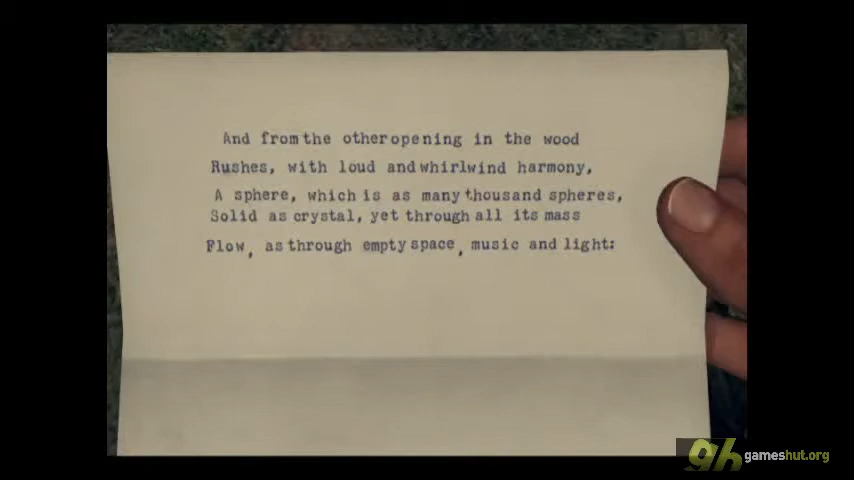 And from the other opening in the wood
Rushes, with loud and whirlwind harmony,
A sphere, which is as many thousand spheres,
Solid as crystal, yet through all its mass
Flow, as through empty space, music and light:
gh gameshut.org